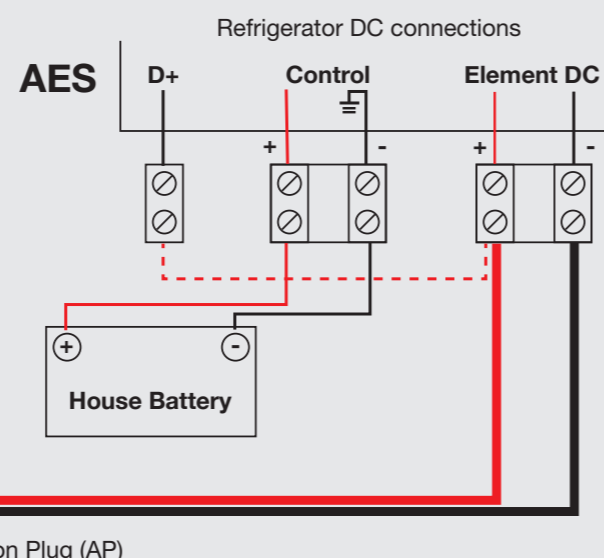 Refrigerator DC connections
AES D+ Control Element DC
+ - + -
+ -
House Battery
on Plug (AP)